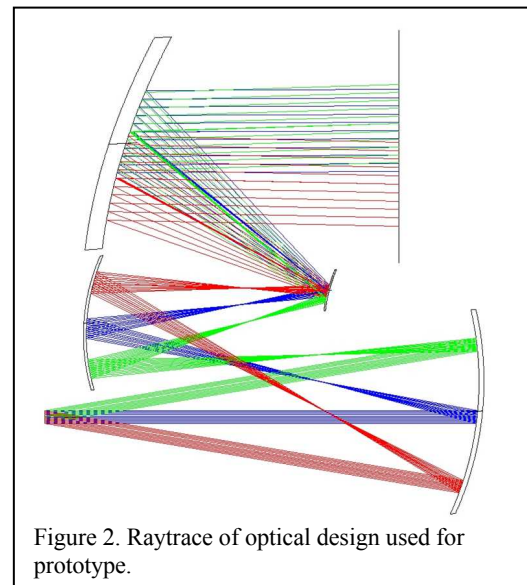 Figure 2. Raytrace of optical design used for
prototype.